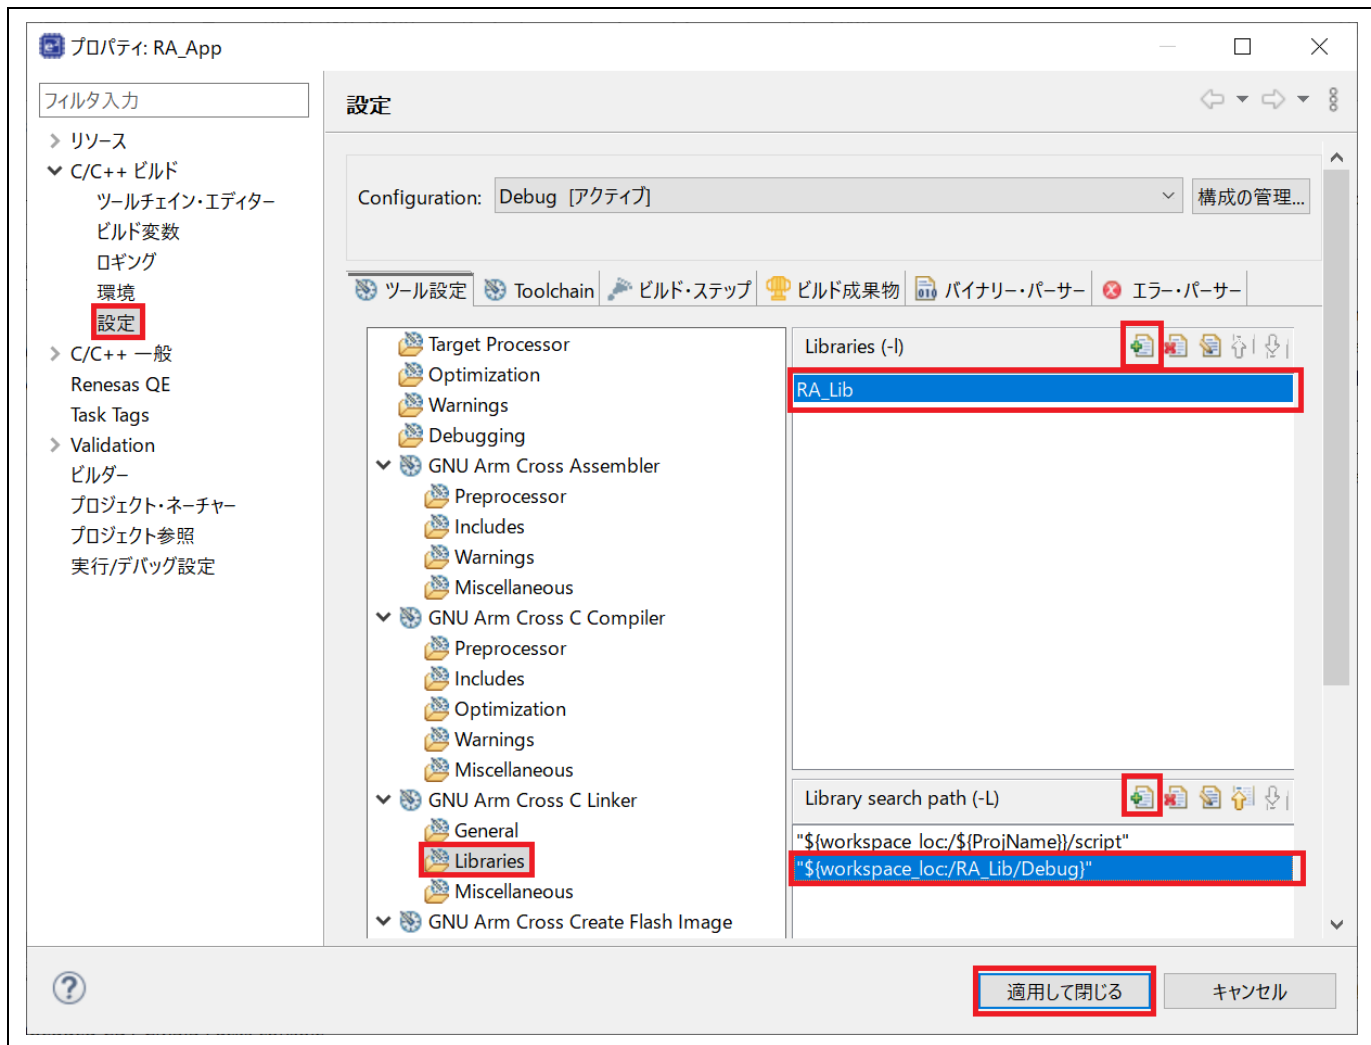 プロパティ: RA_App
フィルタ入力
リソース
C/C++ ビルド
ツールチェイン・エディター
ビルド変数
ロギング
環境
設定
C/C++ 一般
Renesas QE
Task Tags
Validation
ビルダー
プロジェクト・ネーチャー
プロジェクト参照
実行/デバッグ設定
設定
Configuration: Debug [アクティブ] 構成の管理...
ツール設定 Toolchain ビルド・ステップ ビルド成果物 バイナリー・パーサー エラー・パーサー
Target Processor
Optimization
Warnings
Debugging
GNU Arm Cross Assembler
Preprocessor
Includes
Warnings
Miscellaneous
GNU Arm Cross C Compiler
Preprocessor
Includes
Optimization
Warnings
Miscellaneous
GNU Arm Cross C Linker
General
Libraries
Miscellaneous
GNU Arm Cross Create Flash Image
Libraries (-l)
RA_Lib
Library search path (-L)
"${workspace_loc:/${ProjName}}/script"
"${workspace_loc:/RA_Lib/Debug}"
適用して閉じる キャンセル